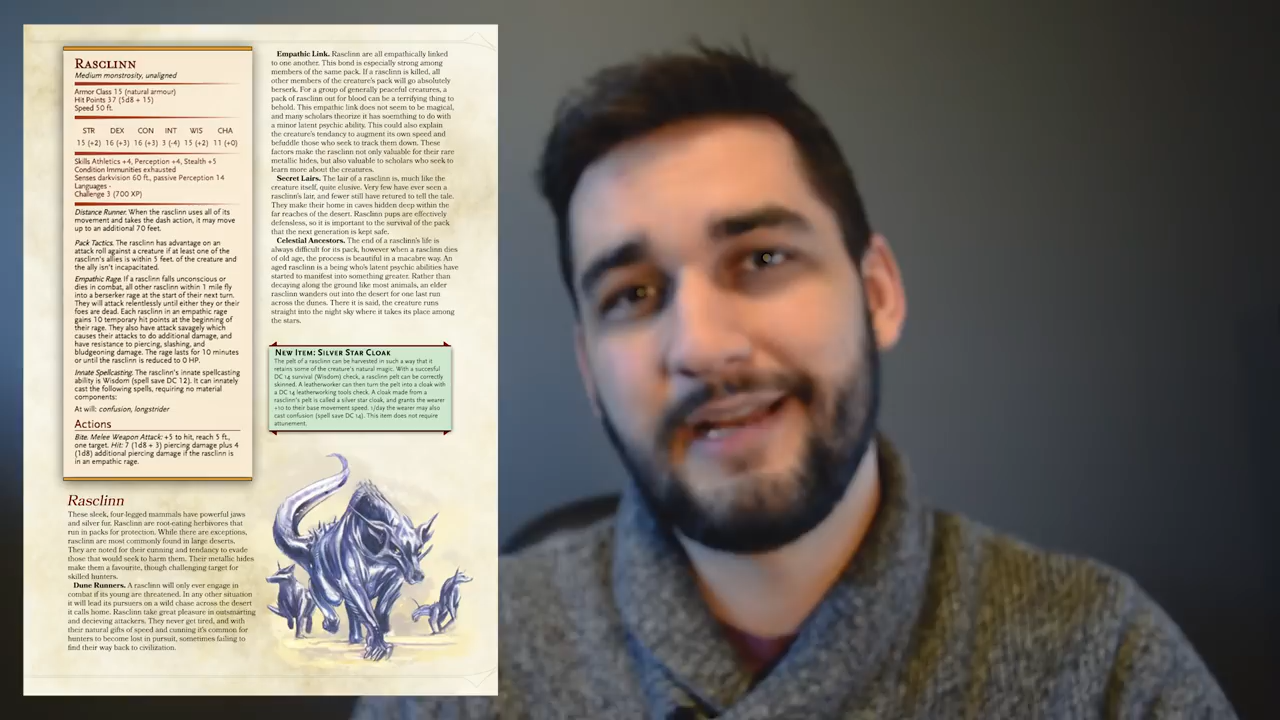 RASCLINN
Medium monstrosity, unaligned
Armor Class 15 (natural armour)
Hit Points 37 (5d8 + 15)
Speed 50 ft.
STR DEX CON INT WIS CHA
15 (+2) 16 (+3) 16 (+3) 3 (-4) 15 (+2) 11 (+0)
Skills Athletics +4, Perception +4, Stealth +5
Condition Immunities exhausted
Senses darkvision 60 ft., passive Perception 14
Languages -
Challenge 3 (700 XP)
Distance Runner. When the rasclinn uses all of its
movement and takes the dash action, it may move
up to an additional 70 feet.
Pack Tactics. The rasclinn has advantage on an
attack roll against a creature if at least one of the
rasclinn's allies is within 5 feet. of the creature and
the ally isn't incapacitated.
Empathic Rage. If a rasclinn falls unconscious or
dies in combat, all other rasclinn within 1 mile fly
into a berserker rage at the start of their next turn.
They will attack relentlessly until either they or their
foes are dead. Each rasclinn in an empathic rage
gains 10 temporary hit points at the beginning of
their rage. They also have attack savagely which
causes their attacks to do additional damage, and
have resistance to piercing, slashing, and
bludgeoning damage. The rage lasts for 10 minutes
or until the rasclinn is reduced to 0 HP.
Innate Spellcasting. The rasclinn's innate spellcasting
ability is Wisdom (spell save DC 12). It can innately
cast the following spells, requiring no material
components:
At will: confusion, longstrider
Actions
Bite. Melee Weapon Attack: +5 to hit, reach 5 ft.,
one target. Hit: 7 (1d8 + 3) piercing damage plus 4
(1d8) additional piercing damage if the rasclinn is
in an empathic rage.
Rasclinn
These sleek, four-legged mammals have powerful jaws
and silver fur. Rasclinn are root-eating herbivores that
run in packs for protection. While there are exceptions,
rasclinn are most commonly found in large deserts.
They are noted for their cunning and tendency to evade
those that would seek to harm them. Their metallic hides
make them a favourite, though challenging target for
skilled hunters.
Dune Runners. A rasclinn will only ever engage in
combat if its young are threatened. In any other situation
it will lead its pursuers on a wild chase across the desert
it calls home. Rasclinn take great pleasure in outsmarting
and decieving attackers. They never get tired, and with
their natural gifts of speed and cunning it's common for
hunters to become lost in pursuit, sometimes failing to
find their way back to civilization.
Empathic Link. Rasclinn are all empathically linked
to one another. This bond is especially strong among
members of the same pack. If a rasclinn is killed, all
other members of the creature's pack will go absolutely
berserk. For a group of generally peaceful creatures, a
pack of rasclinn out for blood can be a terrifying thing to
behold. This empathic link does not seem to be magical,
and many scholars theorize it has soemthing to do with
a minor latent psychic ability. This could also explain
the creature's tendency to augment its own speed and
befuddle those who seek to track them down. These
factors make the rasclinn not only valuable for their rare
metallic hides, but also valuable to scholars who seek to
learn more about the creatures.
Secret Lairs. The lair of a rasclinn is, much like the
creature itself, quite elusive. Very few have ever seen a
rasclinn's lair, and fewer still have retured to tell the tale.
They make their home in caves hidden deep within the
far reaches of the desert. Rasclinn pups are effectively
defensless, so it is important to the survival of the pack
that the next generation is kept safe.
Celestial Ancestors. The end of a rasclinn's life is
always difficult for its pack, however when a rasclinn dies
of old age, the process is beautiful in a macabre way. An
aged rasclinn is a being who's latent psychic abilities have
started to manifest into something greater. Rather than
decaying along the ground like most animals, an elder
rasclinn wanders out into the desert for one last run
across the dunes. There it is said, the creature runs
straight into the night sky where it takes its place among
the stars.
NEW ITEM: SILVER STAR CLOAK
The pelt of a rasclinn can be harvested in such a way that it
retains some of the creature's natural magic. With a succesful
DC 14 survival (Wisdom) check, a rasclinn pelt can be correctly
skinned. A leatherworker can then turn the pelt into a cloak with
a DC 14 leatherworking tools check. A cloak made from a
rasclinn's pelt is called a silver star cloak, and grants the wearer
+10 to their base movement speed. 1/day the wearer may also
cast confusion (spell save DC 14). This item does not require
attunement.